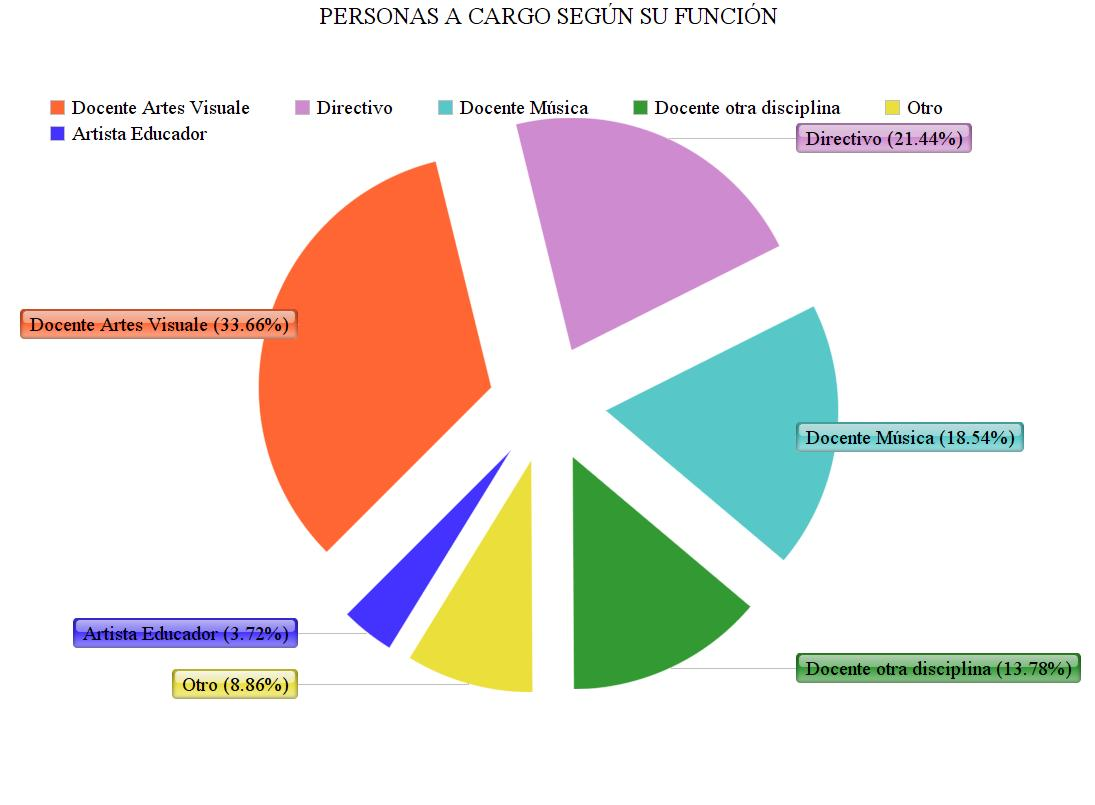 PERSONAS A CARGO SEGÚN SU FUNCIÓN
Docente Artes Visuale Directivo Docente Música Docente otra disciplina Otro
Artista Educador
Directivo (21.44%)
Docente Artes Visuale (33.66%)
Docente Música (18.54%)
Artista Educador (3.72%)
Docente otra disciplina (13.78%)
Otro (8.86%)